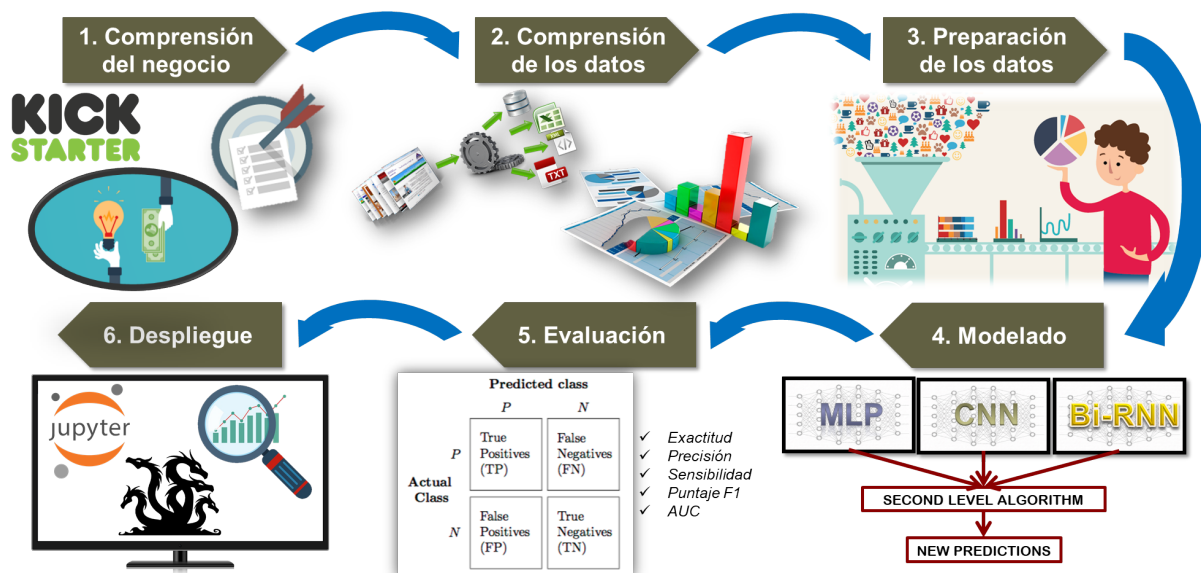 1. Comprensión
del negocio
2. Comprensión
de los datos
3. Preparación
de los datos
KICK
STARTER
TXT
6. Despliegue
5. Evaluación
4. Modelado
jupyter
Predicted class
P
N
True
Positives
(TP)
False
Negatives
(FN)
P
Actual
Class
False
Positives
(FP)
True
Negatives
(TN)
N
✓ Exactitud
✓ Precisión
✓ Sensibilidad
✓ Puntaje F1
✓ AUC
MLP
CNN
Bi-RNN
SECOND LEVEL ALGORITHM
NEW PREDICTIONS